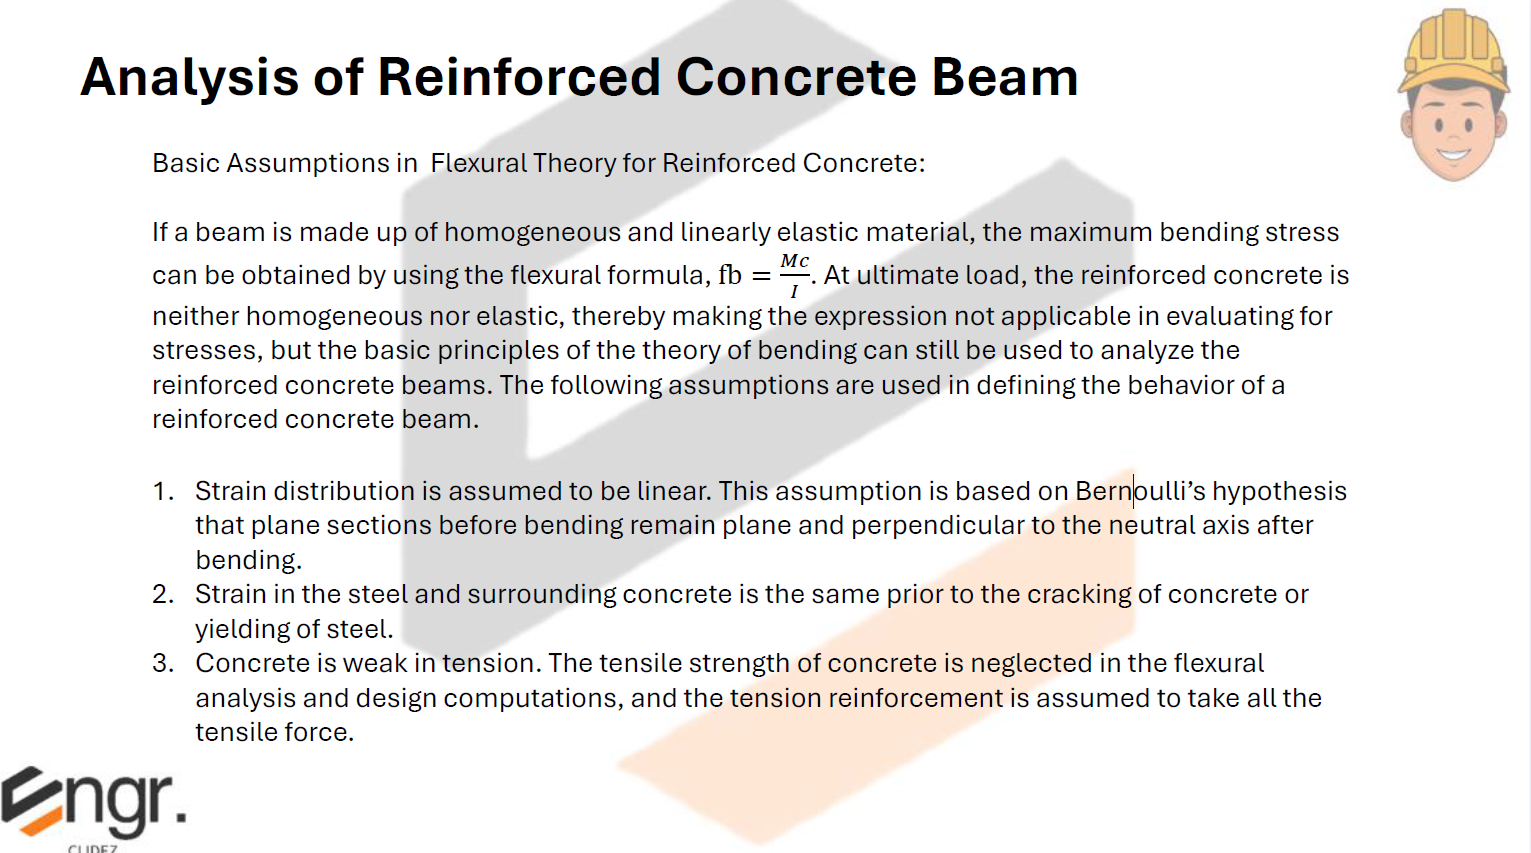 Analysis of Reinforced Concrete Beam
Basic Assumptions in  Flexural Theory for Reinforced Concrete:
If a beam is made up of homogeneous and linearly elastic material, the maximum bending stress
can be obtained by using the flexural formula, fb = Mc/I. At ultimate load, the reinforced concrete is
neither homogeneous nor elastic, thereby making the expression not applicable in evaluating for
stresses, but the basic principles of the theory of bending can still be used to analyze the
reinforced concrete beams. The following assumptions are used in defining the behavior of a
reinforced concrete beam.
1. Strain distribution is assumed to be linear. This assumption is based on Bernoulli’s hypothesis
that plane sections before bending remain plane and perpendicular to the neutral axis after
bending.
2. Strain in the steel and surrounding concrete is the same prior to the cracking of concrete or
yielding of steel.
3. Concrete is weak in tension. The tensile strength of concrete is neglected in the flexural
analysis and design computations, and the tension reinforcement is assumed to take all the
tensile force.
Engr.